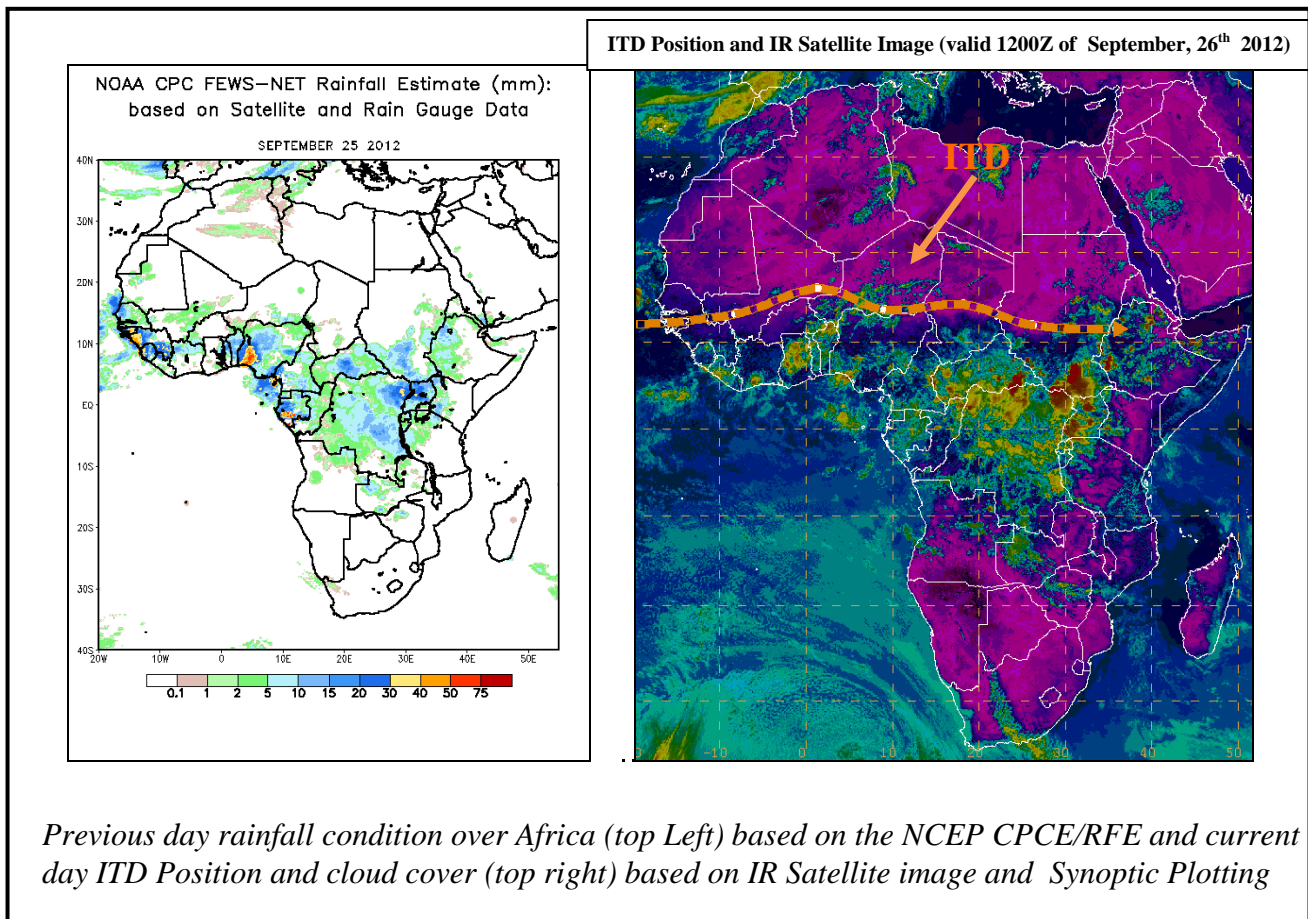 ITD Position and IR Satellite Image (valid 1200Z of September, 26th 2012)
NOAA CPC FEWS-NET Rainfall Estimate (mm):
based on Satellite and Rain Gauge Data
SEPTEMBER 25 2012
40N
30N
20N
10N
EQ
10S
20S
30S
40S
20W 10W 0 10E 20E 30E 40E 50E
0.1 1 2 5 10 15 20 30 40 50 75
ITD
-10 0 10 20 30 40 50
Previous day rainfall condition over Africa (top Left) based on the NCEP CPCE/RFE and current
day ITD Position and cloud cover (top right) based on IR Satellite image and Synoptic Plotting